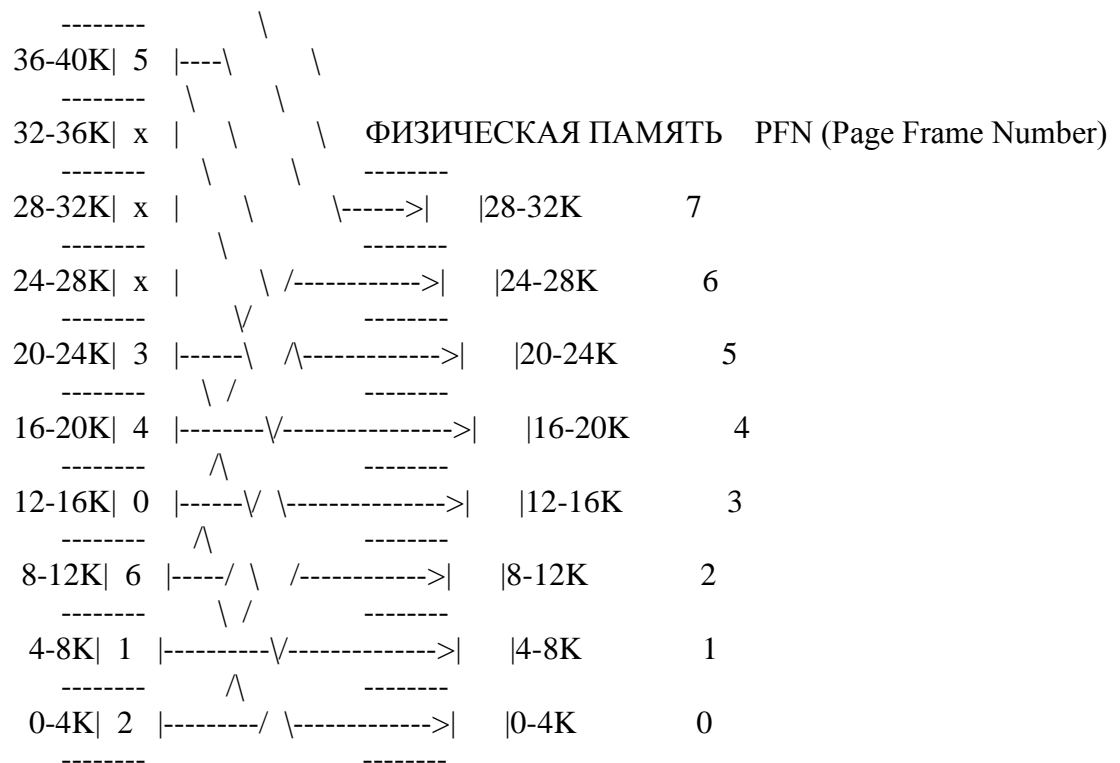 --------                \
36-40K|  5   |----\          \
--------     \          \
32-36K|  x   |      \          \     ФИЗИЧЕСКАЯ ПАМЯТЬ    PFN (Page Frame Number)
--------       \          \        --------
28-32K|  x   |        \          \------>|      |28-32K             7
--------         \                 --------
24-28K|  x   |          \  /------------>|      |24-28K             6
--------           \/              --------
20-24K|  3   |------\    /\------------->|      |20-24K             5
--------       \  /                --------
16-20K|  4   |--------\/---------------->|      |16-20K             4
--------        /\                 --------
12-16K|  0   |------\/  \--------------->|      |12-16K             3
--------      /\                   --------
8-12K|  6   |-----/  \    /------------>|      |8-12K             2
--------         \  /              --------
4-8K|  1   |----------\/-------------->|      |4-8K               1
--------          /\               --------
0-4K|  2   |---------/  \------------->|      |0-4K               0
--------                           --------